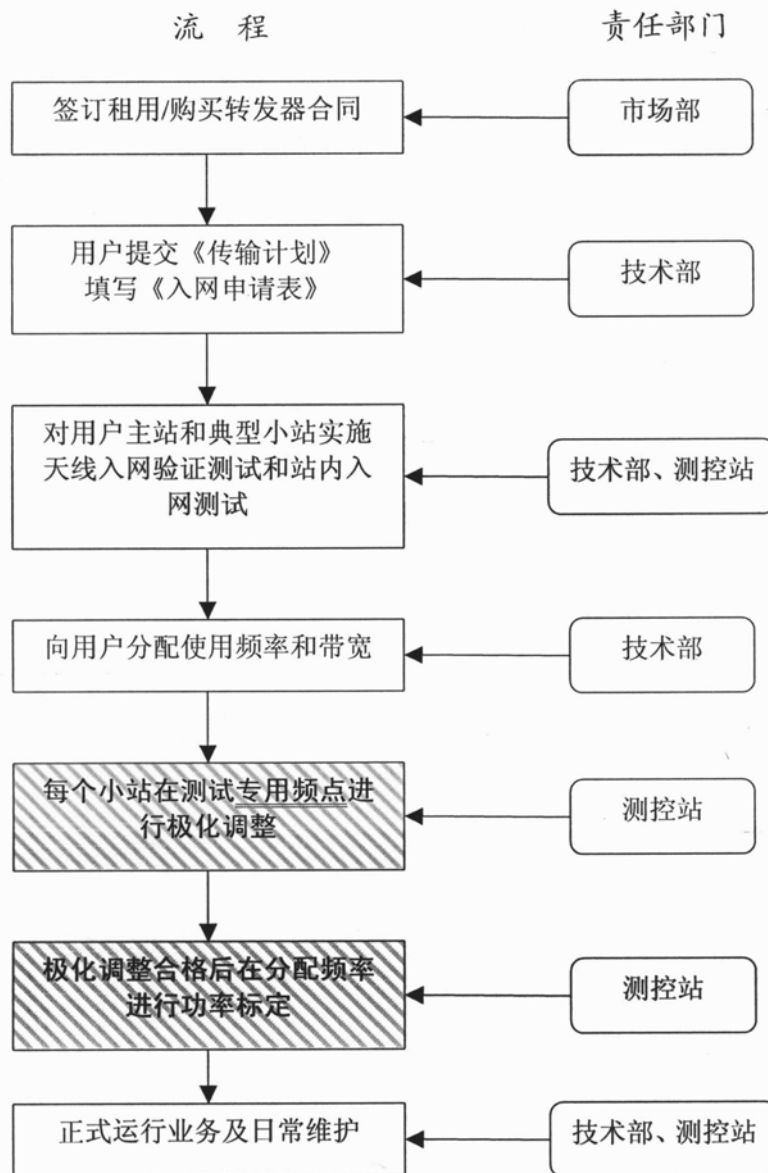 流 程
责任部门
签订租用/购买转发器合同
市场部
用户提交《传输计划》
填写《入网申请表》
技术部
对用户主站和典型小站实施
天线入网验证测试和站内入
网测试
技术部、测控站
向用户分配使用频率和带宽
技术部
每个小站在测试专用频点进
行极化调整
测控站
极化调整合格后在分配频率
进行功率标定
测控站
正式运行业务及日常维护
技术部、测控站